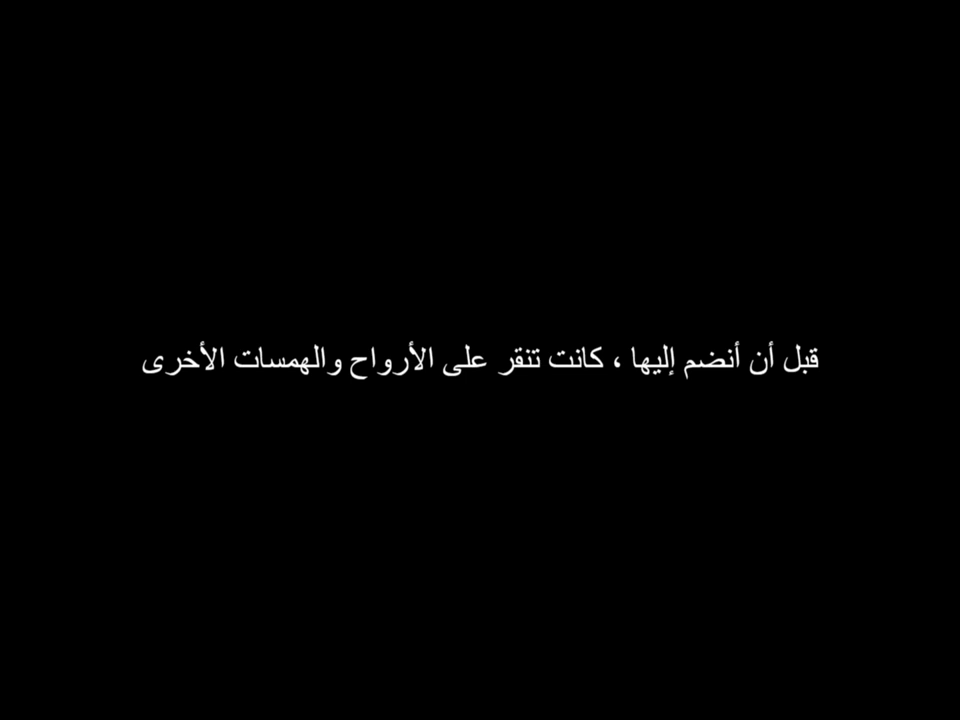 قبل أن أنضم إليها ، كانت تنقر على الأرواح والهمسات الأخرى